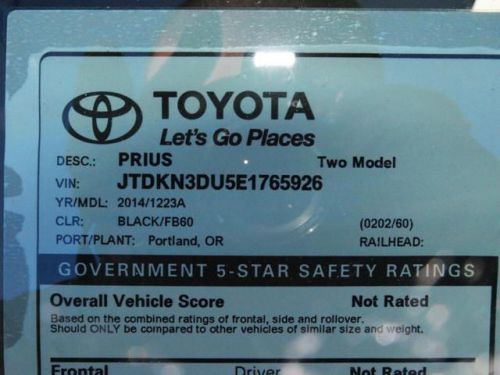 TOYOTA
Let's Go Places
DESC.: PRIUS Two Model
VIN: JTDKN3DU5E1765926
YR/MDL: 2014/1223A
CLR: BLACK/FB60 (0202/60)
PORT/PLANT: Portland, OR RAILHEAD:
GOVERNMENT 5-STAR SAFETY RATINGS
Overall Vehicle Score Not Rated
Based on the combined ratings of frontal, side and rollover.
Should ONLY be compared to other vehicles of similar size and weight.
Frontal Driver Not Rated